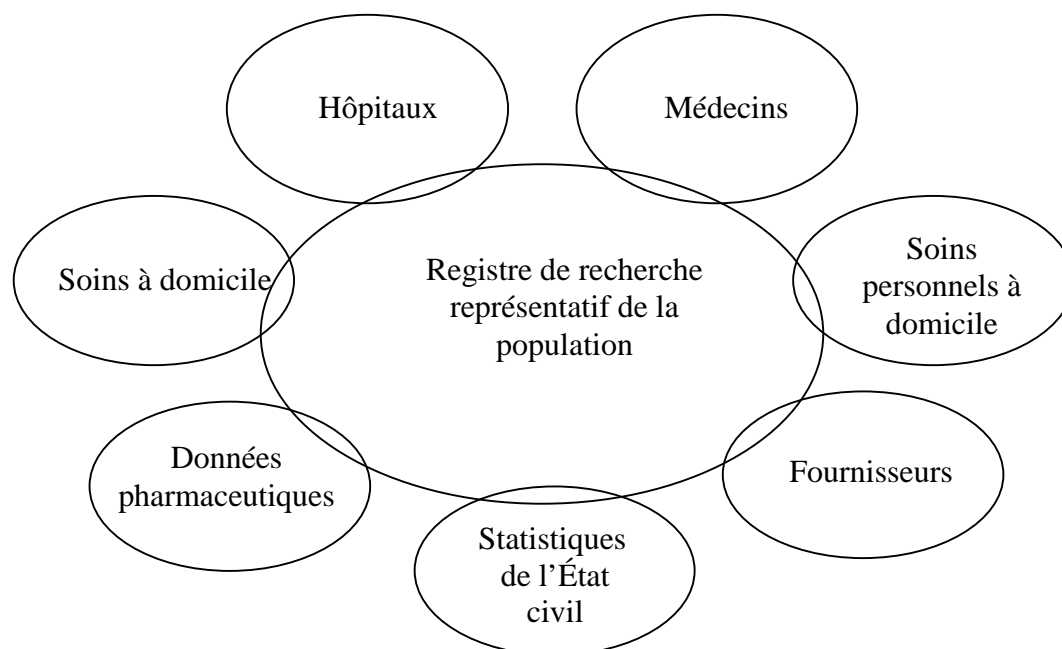 Hôpitaux
Médecins
Soins à domicile
Registre de recherche
représentatif de la
population
Soins
personnels à
domicile
Données
pharmaceutiques
Fournisseurs
Statistiques
de l’État
civil